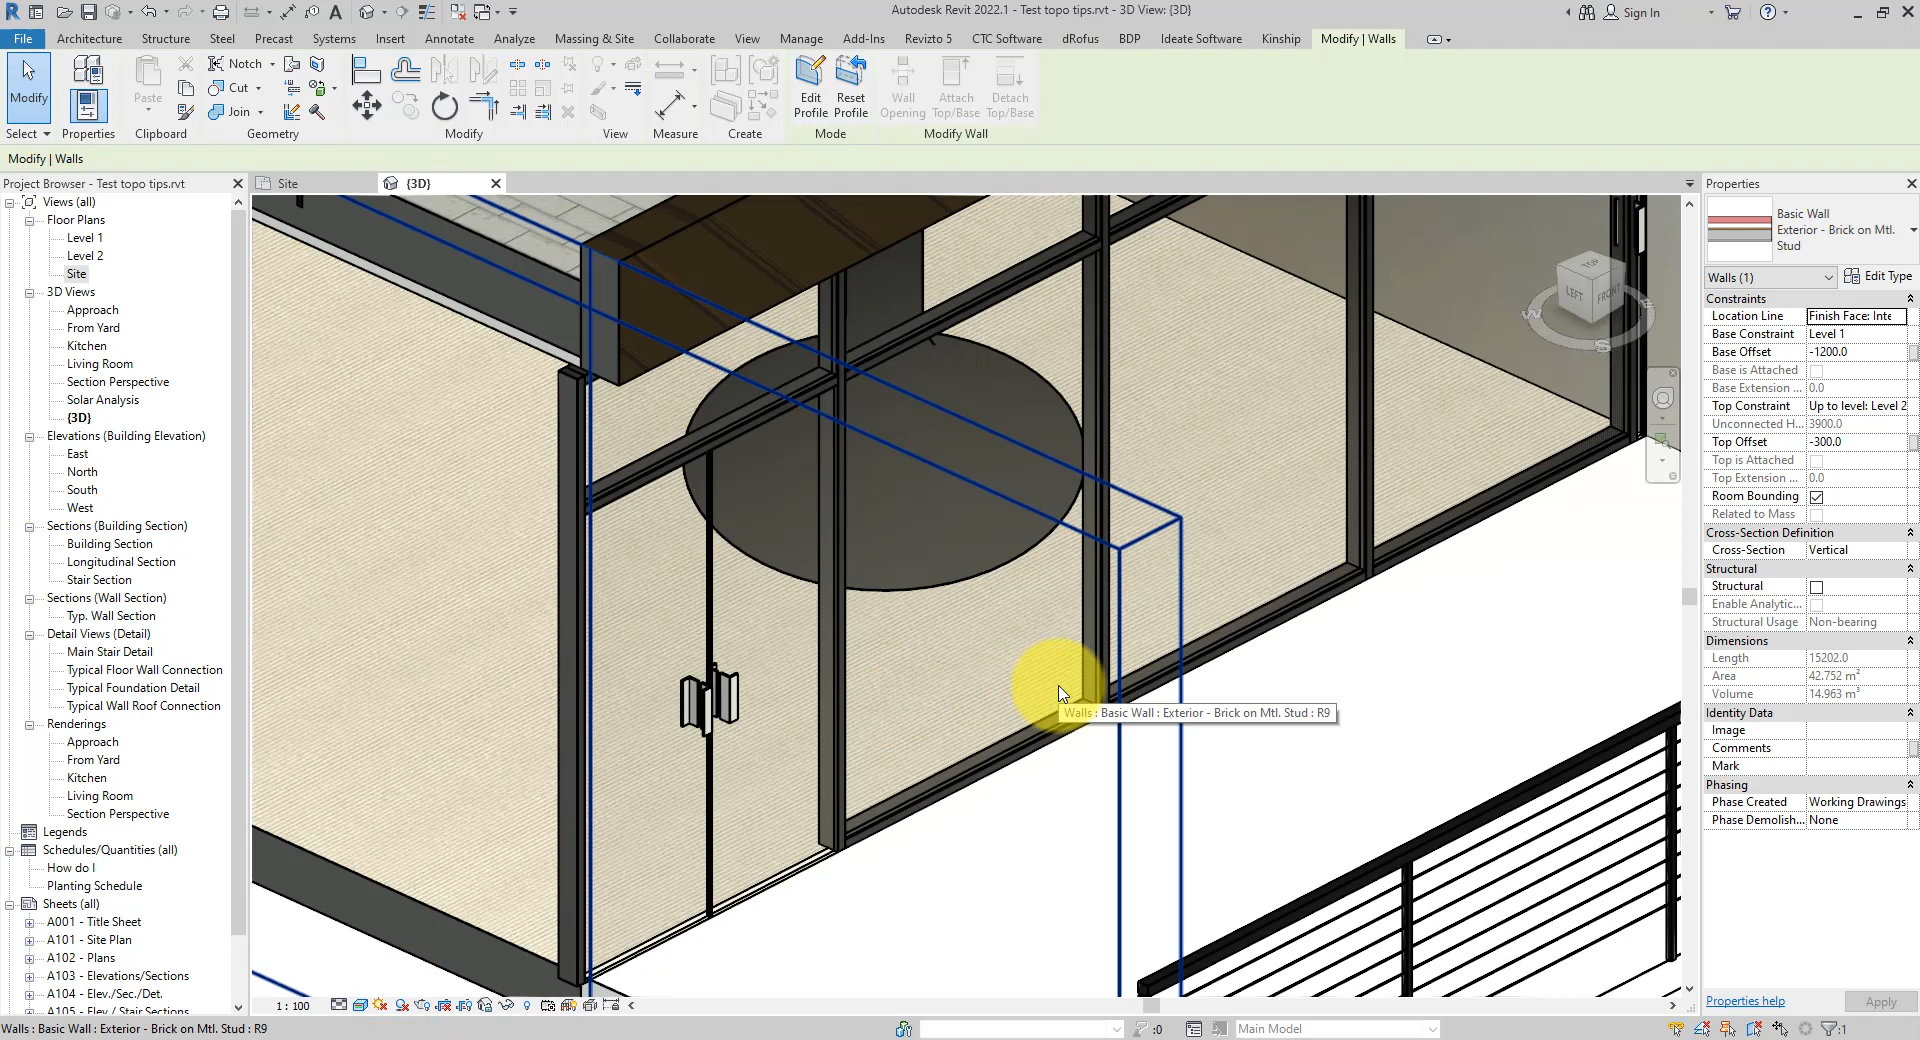 Autodesk Revit 2022.1 - Test topo tips.rvt - 3D View: {3D}
Sign In
File Architecture Structure Steel Precast Systems Insert Annotate Analyze Massing & Site Collaborate View Manage Add-Ins Revizto 5 CTC Software dRofus BDP Ideate Software Kinship Modify | Walls
Modify
Select
Properties
Paste
Clipboard
Notch
Cut
Join
Geometry
Modify
View
Measure
Create
Edit Profile
Reset Profile
Mode
Wall Opening
Attach Top/Base
Detach Top/Base
Modify Wall
Modify | Walls
Project Browser - Test topo tips.rvt
Views (all)
Floor Plans
Level 1
Level 2
Site
3D Views
Approach
From Yard
Kitchen
Living Room
Section Perspective
Solar Analysis
{3D}
Elevations (Building Elevation)
East
North
South
West
Sections (Building Section)
Building Section
Longitudinal Section
Stair Section
Sections (Wall Section)
Typ. Wall Section
Detail Views (Detail)
Main Stair Detail
Typical Floor Wall Connection
Typical Foundation Detail
Typical Wall Roof Connection
Renderings
Approach
From Yard
Kitchen
Living Room
Section Perspective
Legends
Schedules/Quantities (all)
How do I
Planting Schedule
Sheets (all)
A001 - Title Sheet
A101 - Site Plan
A102 - Plans
A103 - Elevations/Sections
A104 - Elev./Sec./Det.
A105 - Elev./ Stair Sections
Site
{3D}
TOP
LEFT
FRONT
W
S
Walls : Basic Wall : Exterior - Brick on Mtl. Stud : R9
1 : 100
Properties
Basic Wall
Exterior - Brick on Mtl.
Stud
Walls (1)
Edit Type
Constraints
Location Line Finish Face: Inte
Base Constraint Level 1
Base Offset -1200.0
Base is Attached
Base Extension ... 0.0
Top Constraint Up to level: Level 2
Unconnected H... 3900.0
Top Offset -300.0
Top is Attached
Top Extension ... 0.0
Room Bounding
Related to Mass
Cross-Section Definition
Cross-Section Vertical
Structural
Structural
Enable Analytic...
Structural Usage Non-bearing
Dimensions
Length 15202.0
Area 42.752 m²
Volume 14.963 m³
Identity Data
Image
Comments
Mark
Phasing
Phase Created Working Drawings
Phase Demolish... None
Properties help
Apply
Walls : Basic Wall : Exterior - Brick on Mtl. Stud : R9
:0
Main Model
:1